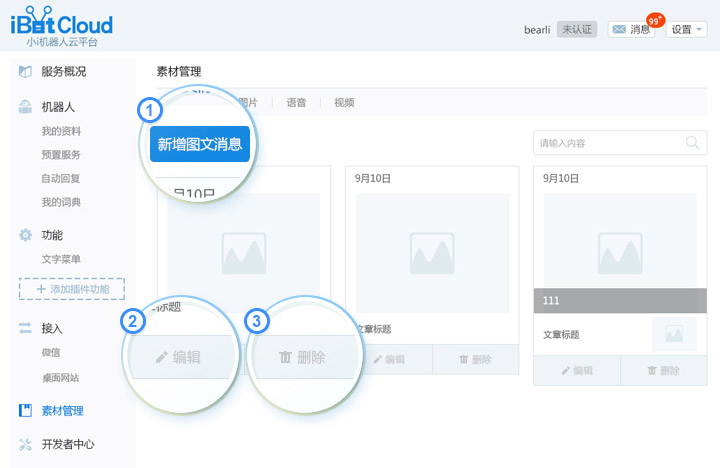 iBot Cloud
小i机器人云平台
bearli
未认证
消息
99+
设置
服务概况
机器人
我的资料
预置服务
自动回复
我的词典
功能
文字菜单
+ 添加插件功能
接入
微信
桌面网站
素材管理
开发者中心
素材管理
图片
语音
视频
1
新增图文消息
请输入内容
月10日
9月10日
9月10日
111
标题
文章标题
文章标题
2
编辑
3
删除
编辑
删除
编辑
删除